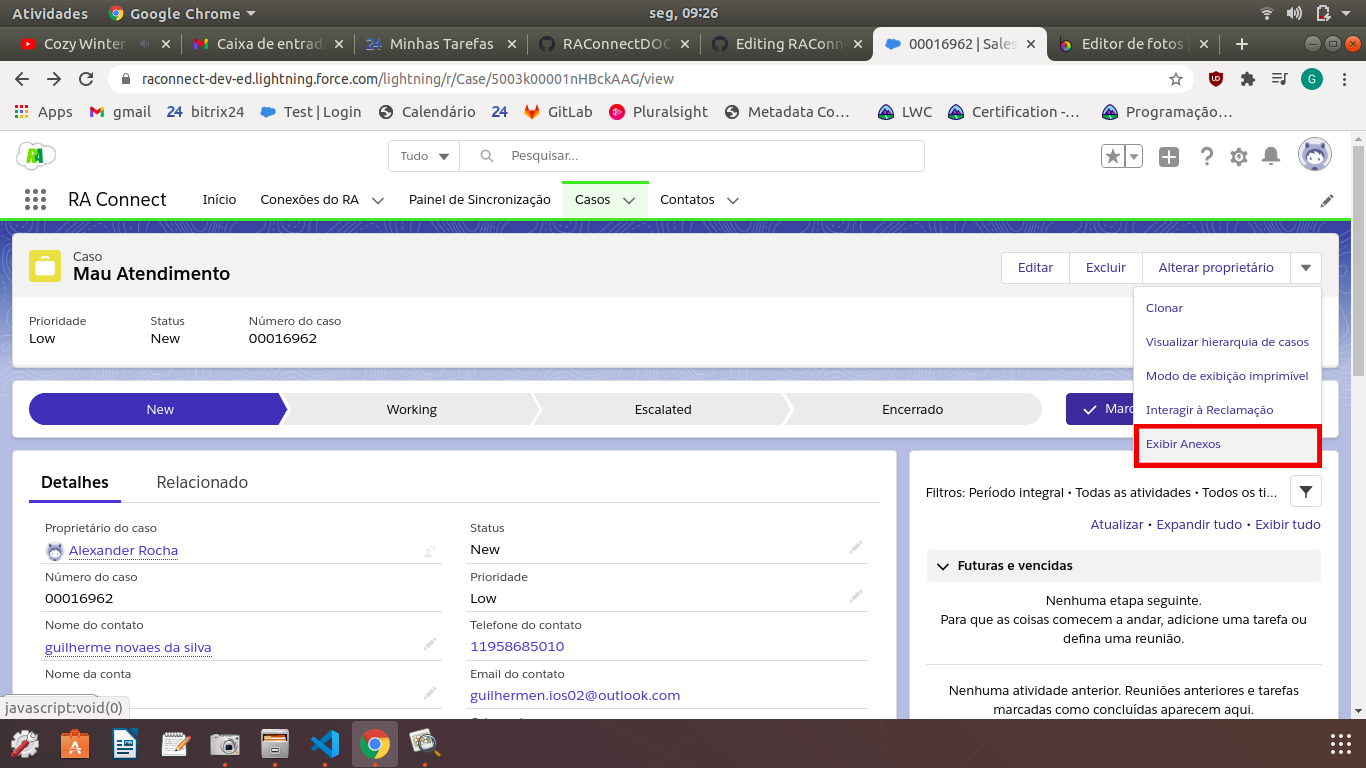 Atividades
Google Chrome
seg, 09:26
Cozy Winter
Caixa de entrad
24 Minhas Tarefas
RAConnectDOC
Editing RAConn
00016962 | Sales
Editor de fotos |
raconnect-dev-ed.lightning.force.com/lightning/r/Case/5003k00001nHBckAAG/view
G
Apps
gmail
24 bitrix24
Test | Login
Calendário
24
GitLab
Pluralsight
Metadata Co…
LWC
Certification -…
Programação…
RA
Tudo
Pesquisar...
RA Connect
Início
Conexões do RA
Painel de Sincronização
Casos
Contatos
Caso
Mau Atendimento
Editar
Excluir
Alterar proprietário
Clonar
Visualizar hierarquia de casos
Modo de exibição imprimível
Interagir à Reclamação
Exibir Anexos
Prioridade
Low
Status
New
Número do caso
00016962
New
Working
Escalated
Encerrado
Marc
Detalhes
Relacionado
Proprietário do caso
Alexander Rocha
Status
New
Número do caso
00016962
Prioridade
Low
Nome do contato
guilherme novaes da silva
Telefone do contato
11958685010
Nome da conta
Email do contato
guilhermen.ios02@outlook.com
Filtros: Período integral • Todas as atividades • Todos os ti...
Atualizar • Expandir tudo • Exibir tudo
Futuras e vencidas
Nenhuma etapa seguinte.
Para que as coisas comecem a andar, adicione uma tarefa ou
defina uma reunião.
Nenhuma atividade anterior. Reuniões anteriores e tarefas
marcadas como concluídas aparecem aqui.
javascript:void(0)